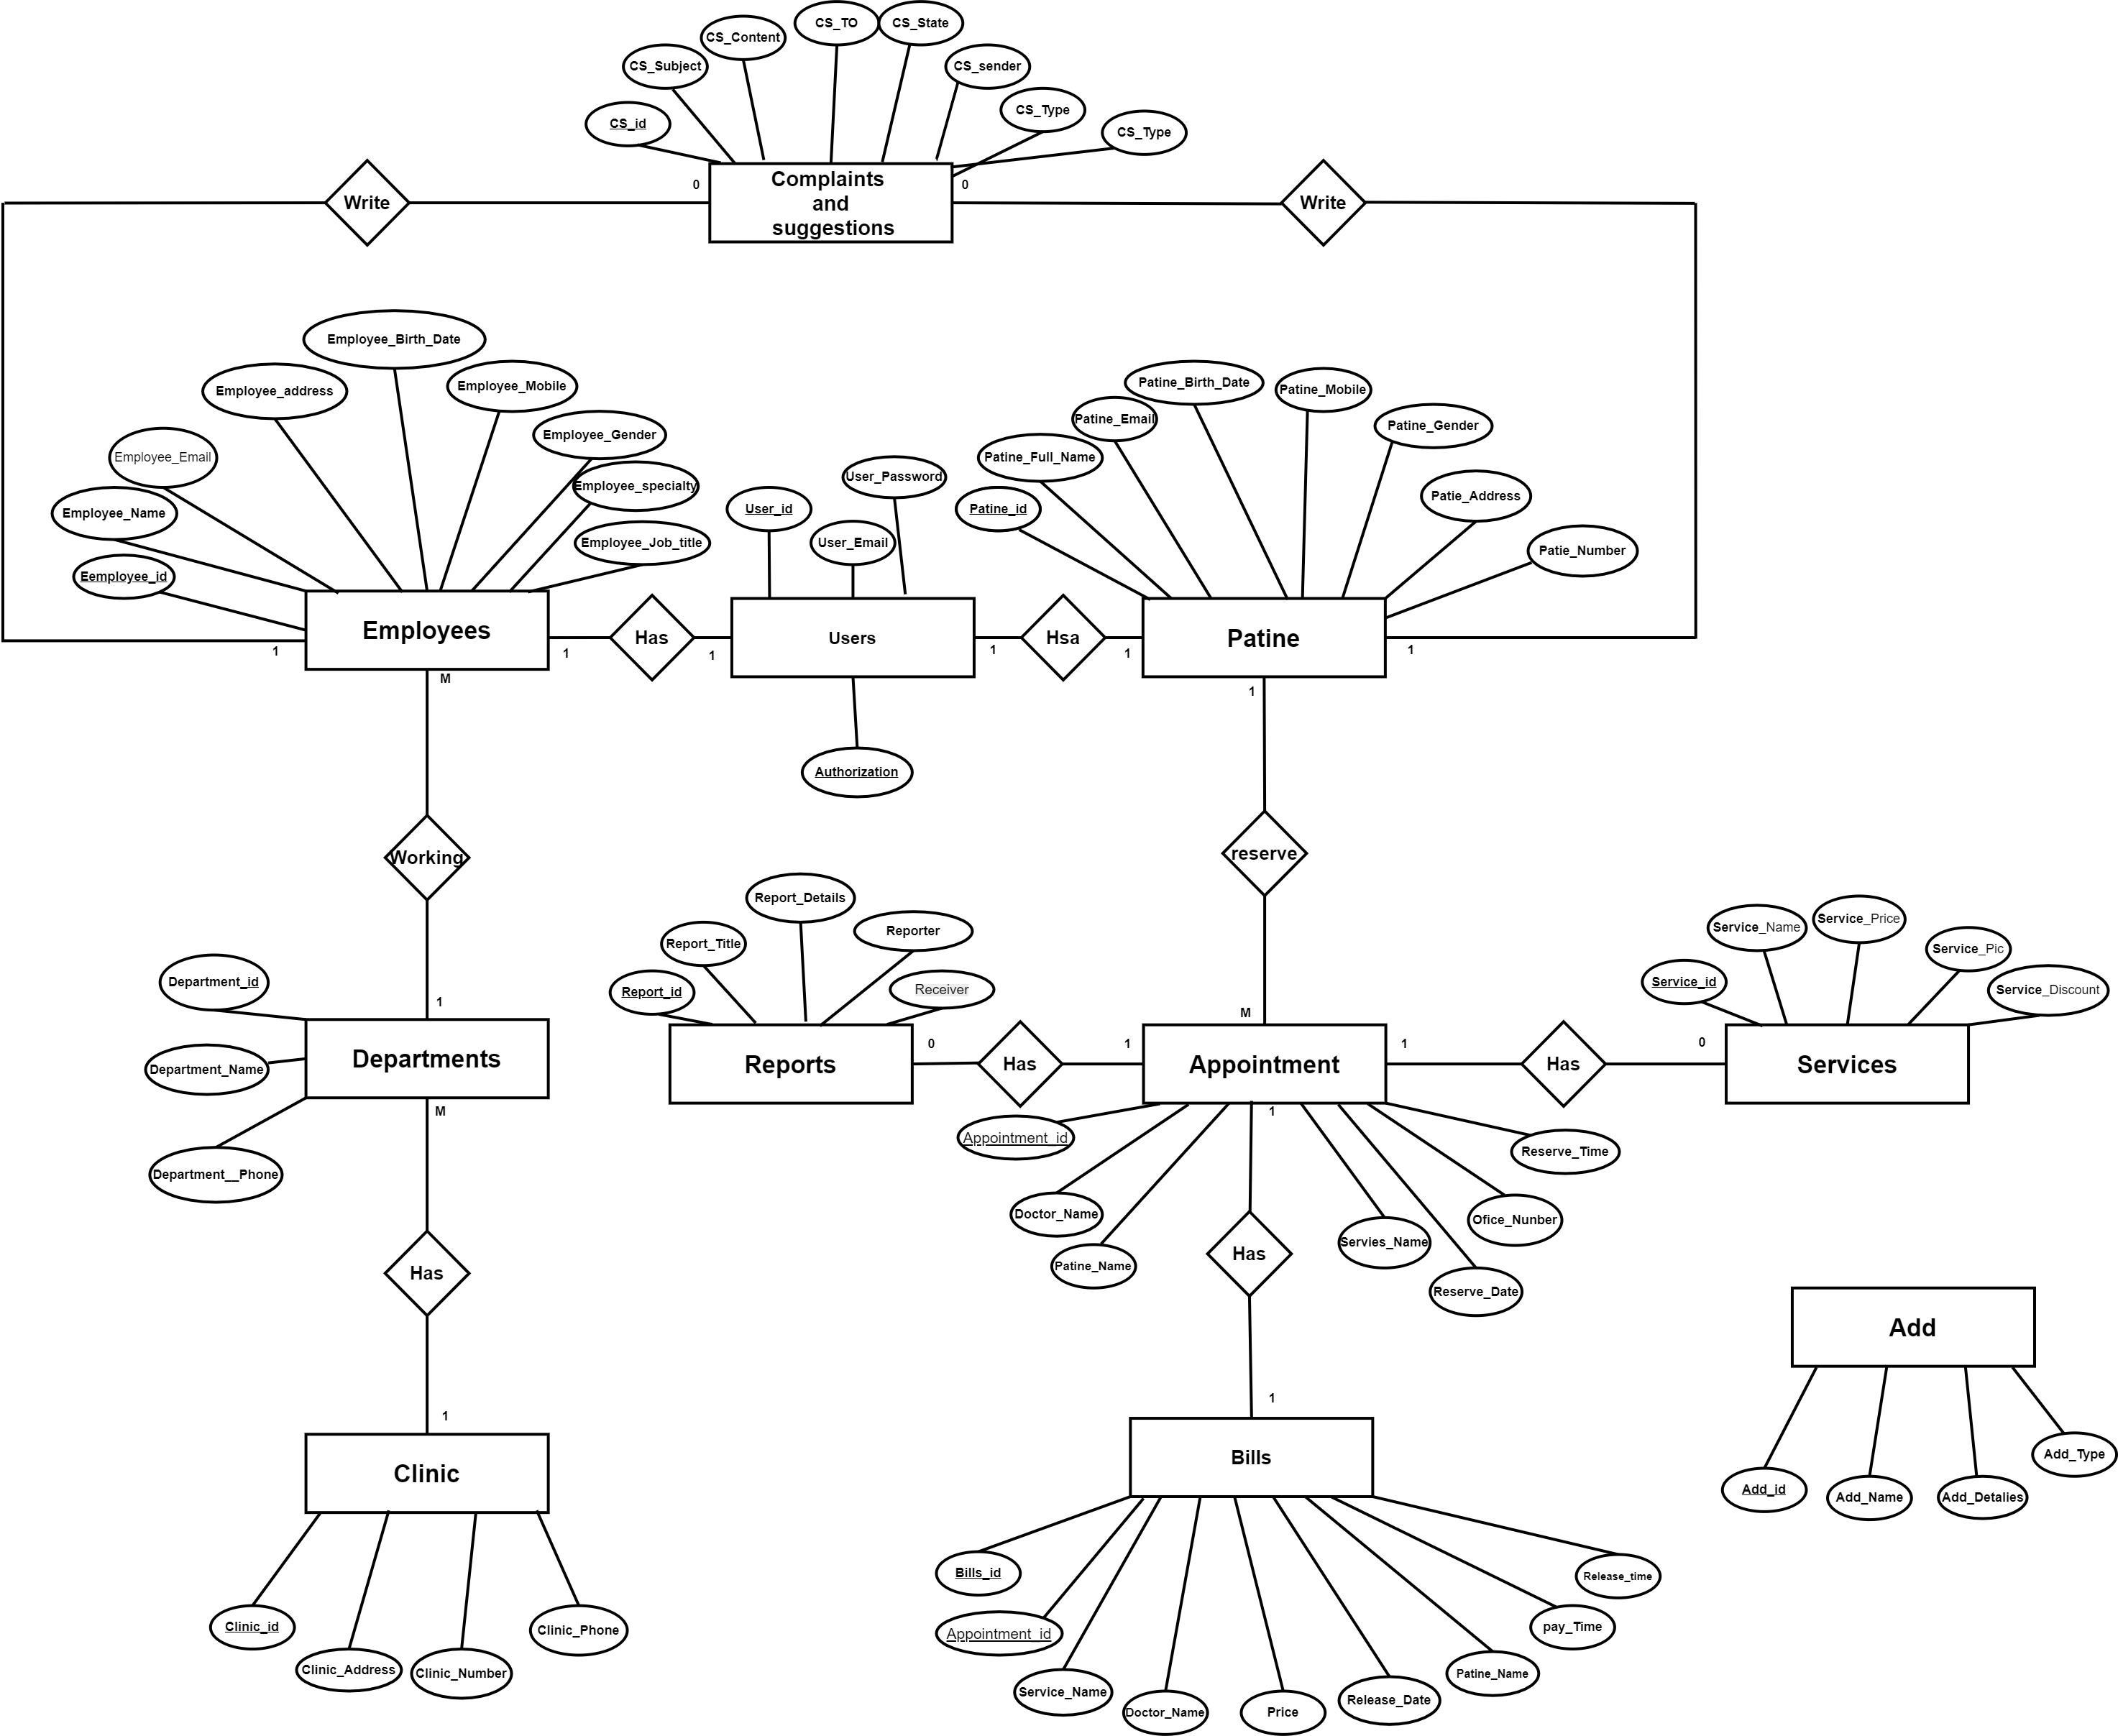 CS_TO
CS_State
CS_Content
CS_Subject
CS_sender
CS_Type
CS_id
CS_Type
Write
0
Complaints
and
suggestions
0
Write
Employee_Birth_Date
Employee_Mobile
Employee_address
Employee_Gender
Employee_Email
Employee_specialty
Employee_Name
Employee_Job_title
Eemployee_id
Patine_Birth_Date
Patine_Mobile
Patine_Email
Patine_Gender
Patine_Full_Name
Patie_Address
Patine_id
Patie_Number
User_Password
User_id
User_Email
Employees
Has
Users
Hsa
Patine
1
1
1
1
1
1
M
1
Authorization
Working
reserve
Report_Details
Reporter
Report_Title
Receiver
Report_id
Service_Price
Service_Name
Service_Pic
Service_id
Service_Discount
Department_id
1
M
Departments
Department_Name
Department__Phone
M
Reports
0
Has
1
Appointment
1
Has
0
Services
1
Appointment_id
Reserve_Time
Doctor_Name
Ofice_Nunber
Servies_Name
Patine_Name
Reserve_Date
Has
Has
Add
1
1
Clinic
Bills
Add_Type
Add_id
Add_Name
Add_Detalies
Clinic_id
Clinic_Phone
Clinic_Address
Clinic_Number
Bills_id
Release_time
Appointment_id
pay_Time
Patine_Name
Service_Name
Release_Date
Doctor_Name
Price